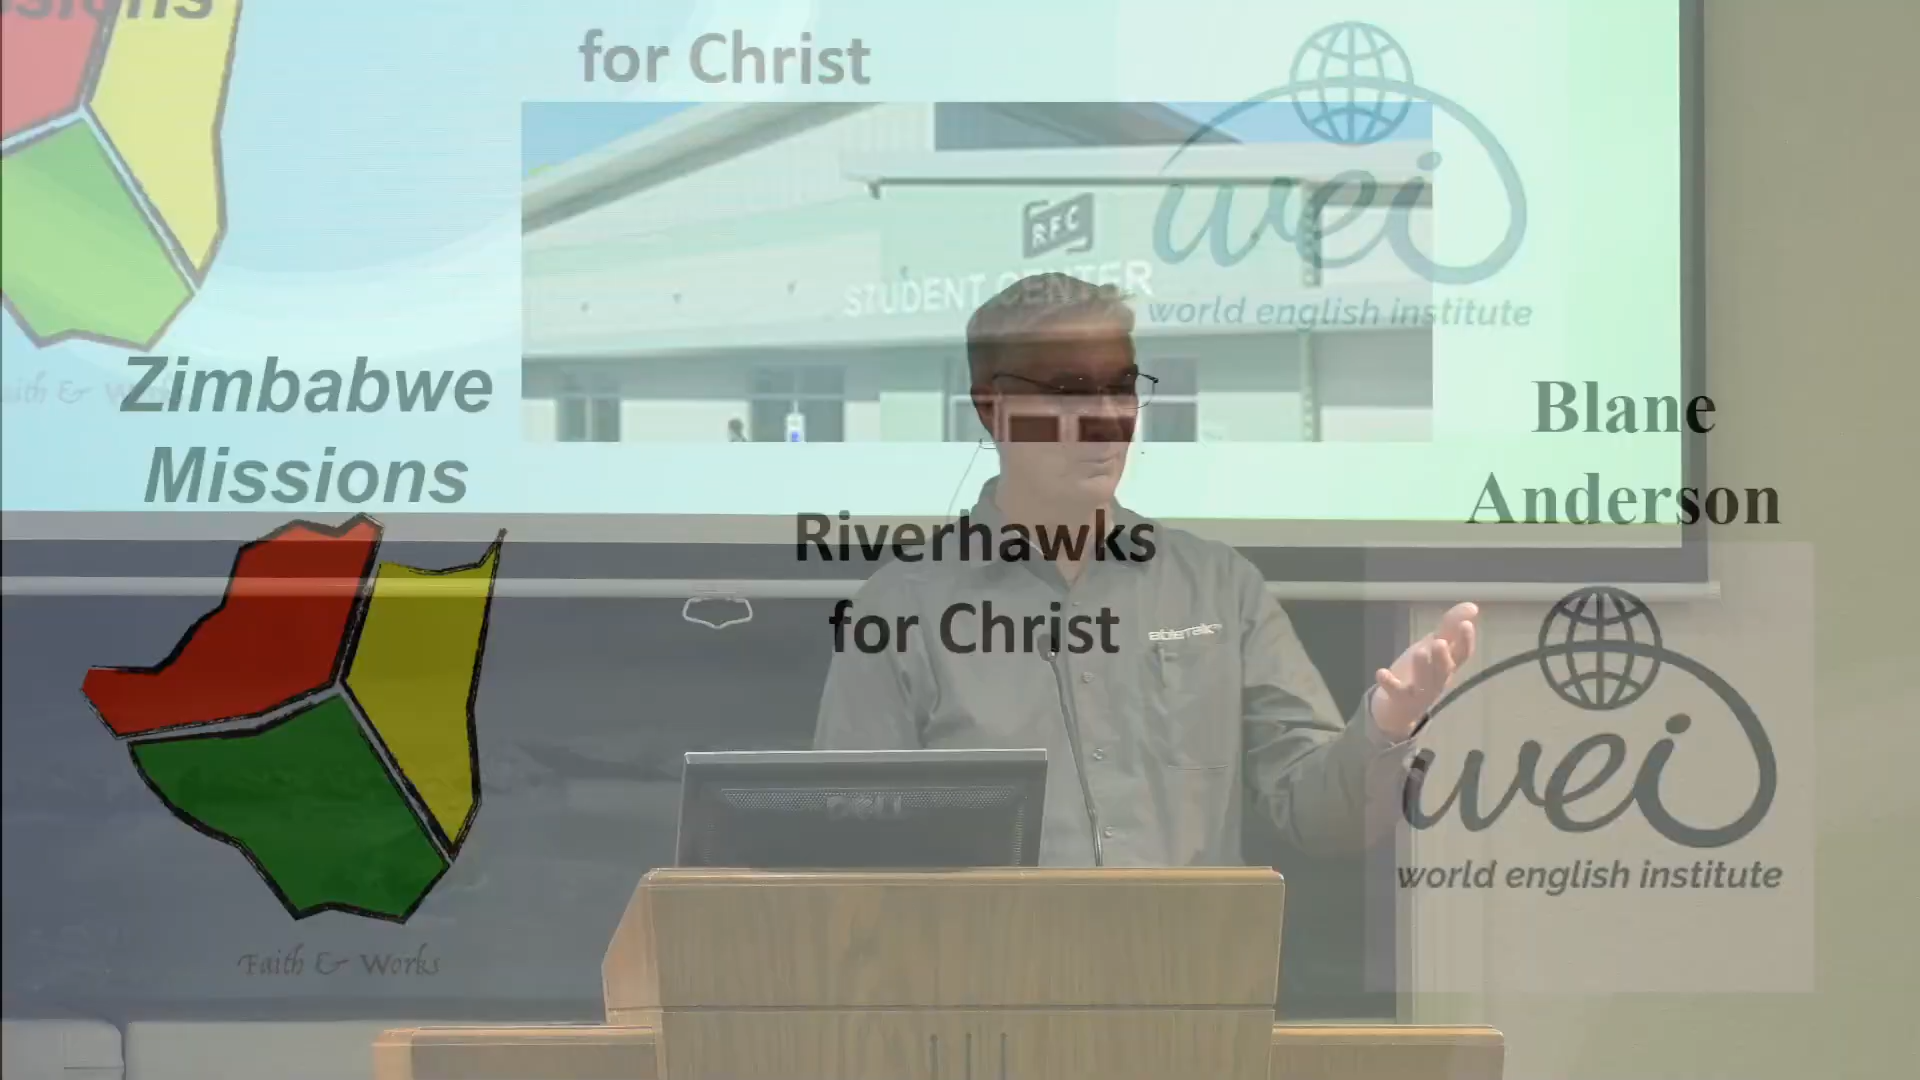 for Christ
wei
world english institute
RFC
STUDENT CENTER
Zimbabwe
Missions
Faith & Works
Riverhawks
for Christ
Blane
Anderson
wei
world english institute
DELL